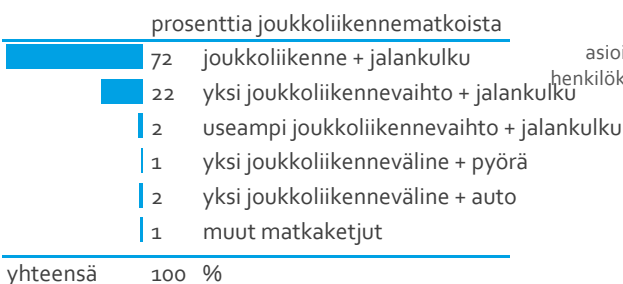 prosenttia joukkoliikennematkoista
72 joukkoliikenne + jalankulku
22 yksi joukkoliikennevaihto + jalankulku
2 useampi joukkoliikennevaihto + jalankulku
1 yksi joukkoliikenneväline + pyörä
2 yksi joukkoliikenneväline + auto
1 muut matkaketjut
yhteensä 100 %